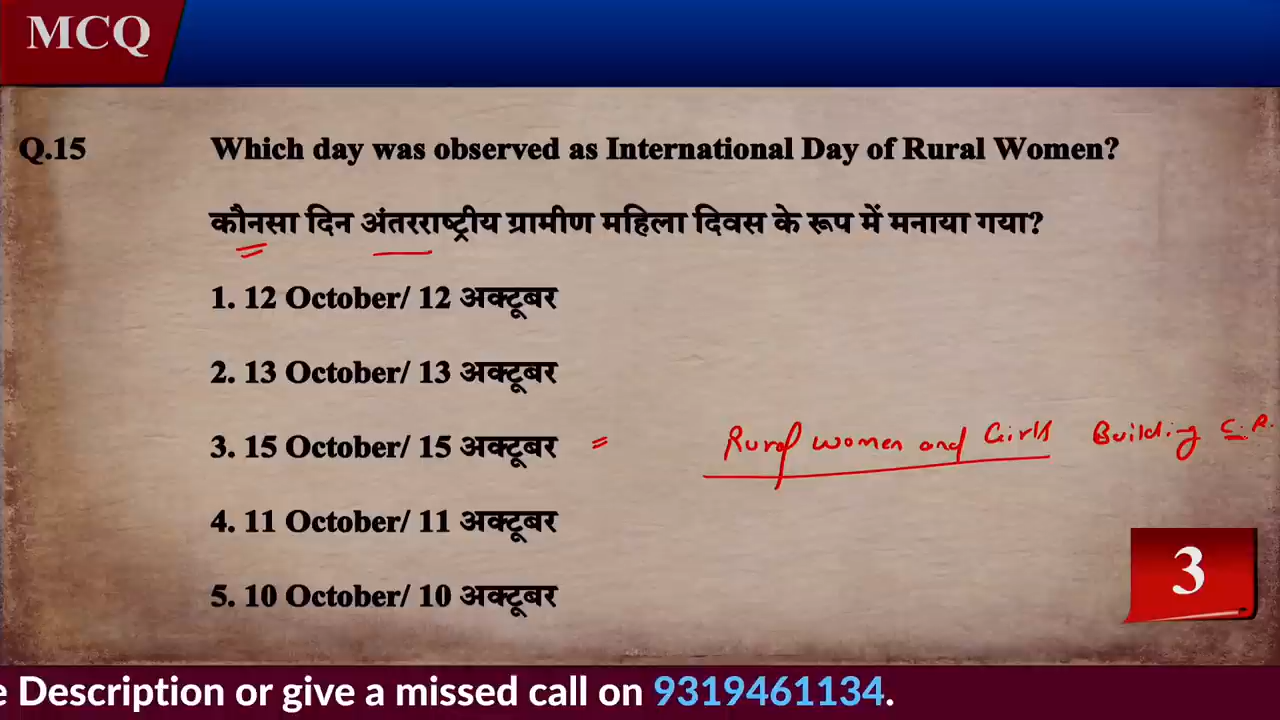 MCQ
Q.15 Which day was observed as International Day of Rural Women?
कौनसा दिन अंतरराष्ट्रीय ग्रामीण महिला दिवस के रूप में मनाया गया?
1. 12 October/ 12 अक्टूबर
2. 13 October/ 13 अक्टूबर
3. 15 October/ 15 अक्टूबर = Rural women and Girls Building C.R.
4. 11 October/ 11 अक्टूबर
5. 10 October/ 10 अक्टूबर
3
e Description or give a missed call on 9319461134.